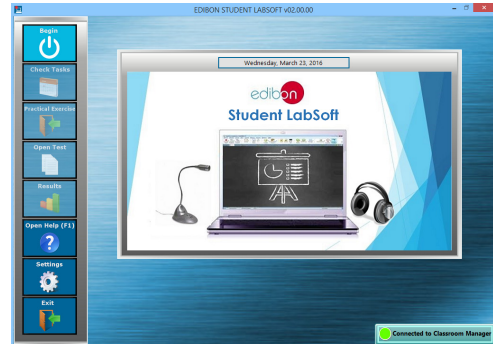 EDIBON STUDENT LABSOFT v02.00.00
Begin
Check Tasks
Practical Exercise
Open Test
Results
Open Help (F1)
Settings
Exit
Wednesday, March 23, 2016
edibon
Student LabSoft
Connected to Classroom Manager